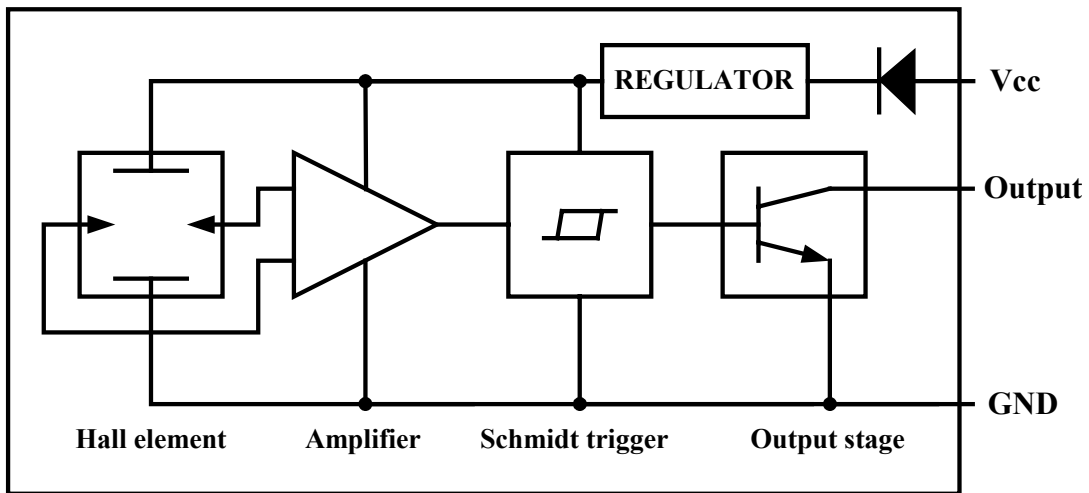 REGULATOR
Vcc
Output
GND
Hall element
Amplifier
Schmidt trigger
Output stage